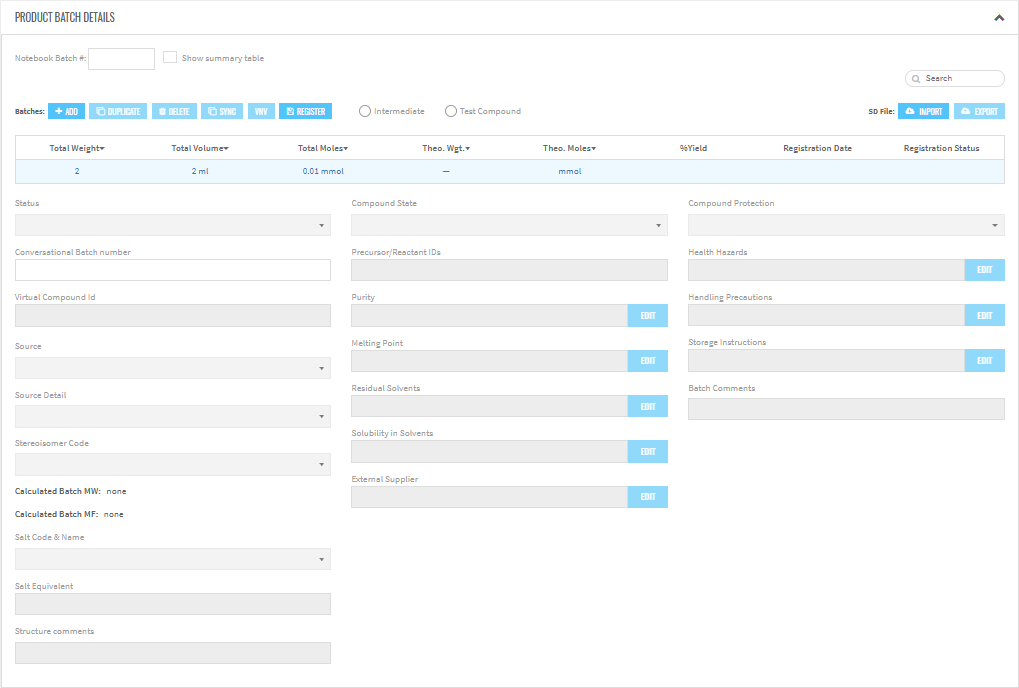 PRODUCT BATCH DETAILS
Notebook Batch #:
Show summary table
Search
Batches: ADD DUPLICATE DELETE SYNC VNV REGISTER Intermediate Test Compound SD File: IMPORT EXPORT
Total Weight Total Volume Total Moles Theo. Wgt. Theo. Moles %Yield Registration Date Registration Status
2 2 ml 0.01 mmol — mmol
Status
Conversational Batch number
Virtual Compound Id
Source
Source Detail
Stereoisomer Code
Calculated Batch MW: none
Calculated Batch MF: none
Salt Code & Name
Salt Equivalent
Structure comments
Compound State
Precursor/Reactant IDs
Purity
EDIT
Melting Point
EDIT
Residual Solvents
EDIT
Solubility in Solvents
EDIT
External Supplier
EDIT
Compound Protection
Health Hazards
EDIT
Handling Precautions
EDIT
Storage Instructions
EDIT
Batch Comments